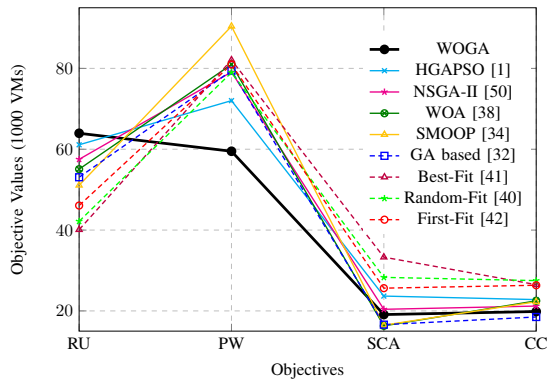 Objective Values (1000 VMs)
80
60
40
20
RU
PW
SCA
CC
Objectives
WOGA
HGAPSO [1]
NSGA-II [50]
WOA [38]
SMOOP [34]
GA based [32]
Best-Fit [41]
Random-Fit [40]
First-Fit [42]